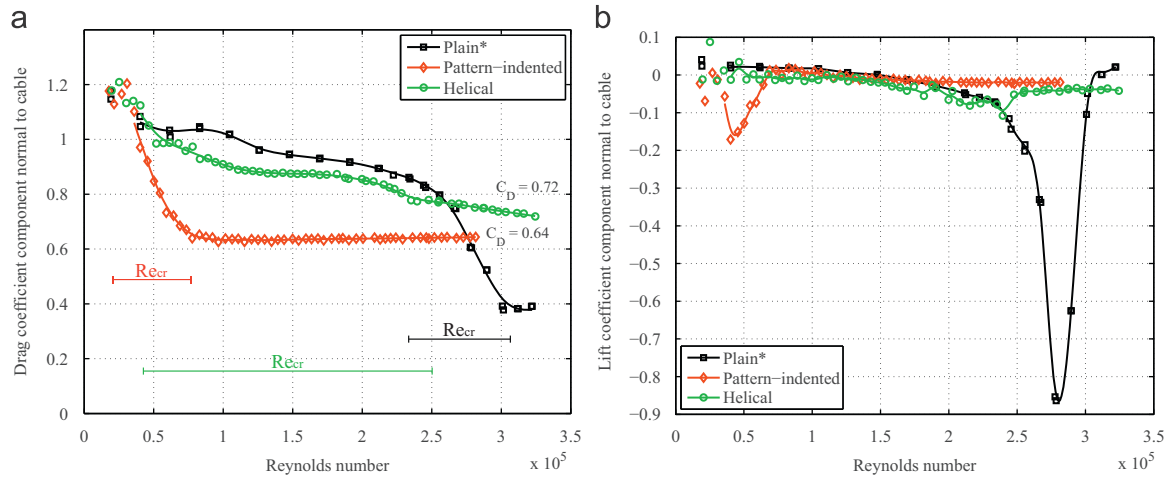 a
Drag coefficient component normal to cable
1.2
1
0.8
0.6
0.4
0.2
0
Plain*
Pattern−indented
Helical
C_D = 0.72
C_D = 0.64
Re_cr
Re_cr
Re_cr
0 0.5 1 1.5 2 2.5 3 3.5
Reynolds number
x 10^5
b
Lift coefficient component normal to cable
0.1
0
−0.1
−0.2
−0.3
−0.4
−0.5
−0.6
−0.7
−0.8
−0.9
Plain*
Pattern−indented
Helical
0 0.5 1 1.5 2 2.5 3 3.5
Reynolds number
x 10^5